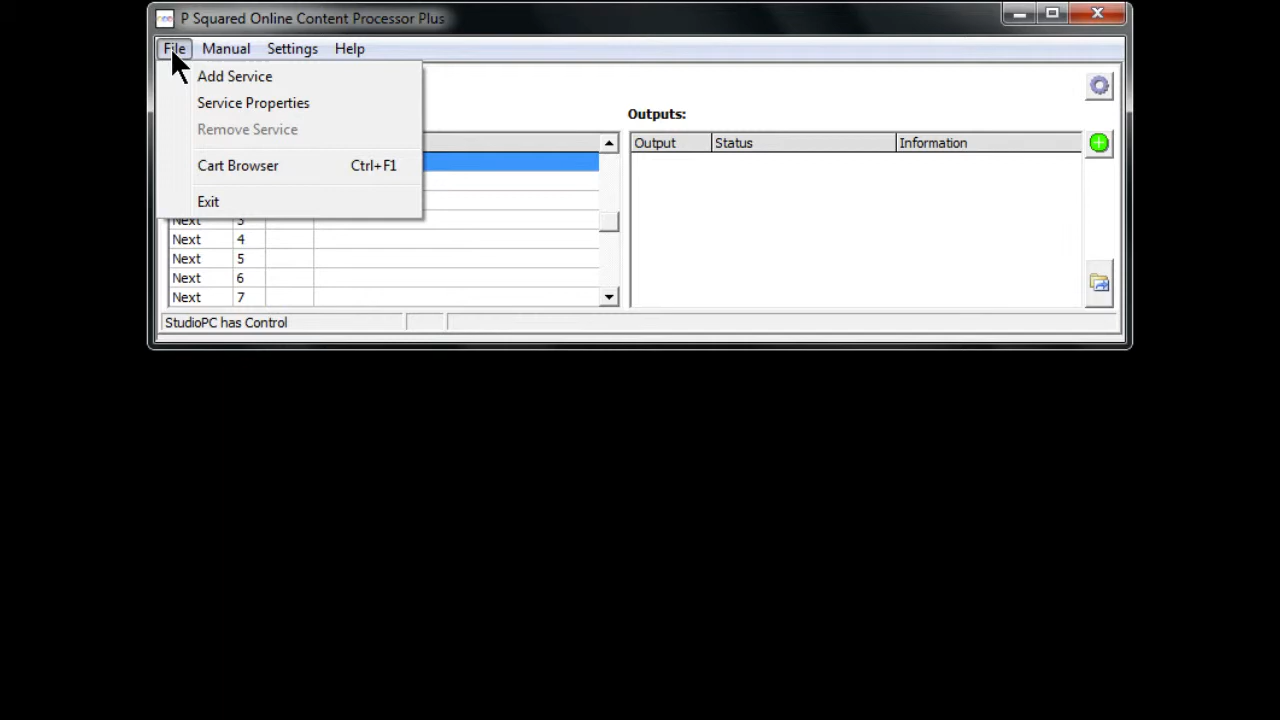 P Squared Online Content Processor Plus
File Manual Settings Help
Add Service
Service Properties
Remove Service
Cart Browser Ctrl+F1
Exit
Outputs:
Output Status Information
Next 3
Next 4
Next 5
Next 6
Next 7
StudioPC has Control